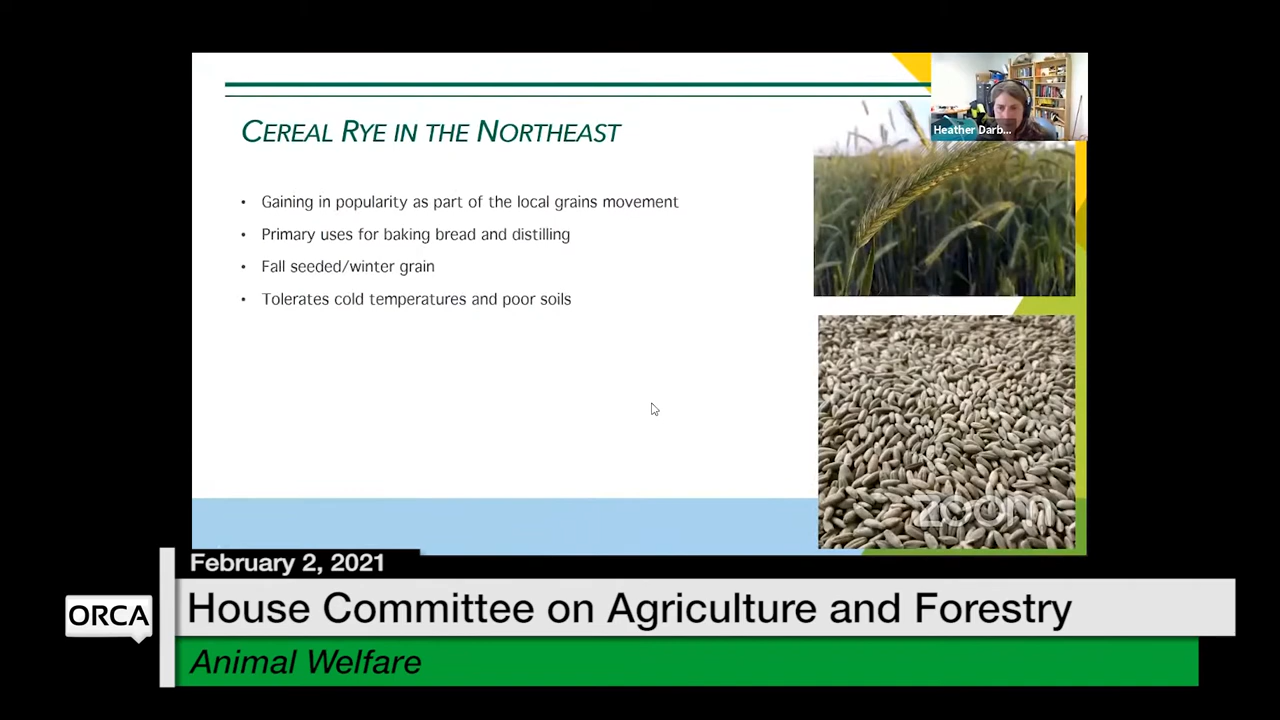 CEREAL RYE IN THE NORTHEAST
Heather Darb...
• Gaining in popularity as part of the local grains movement
• Primary uses for baking bread and distilling
• Fall seeded/winter grain
• Tolerates cold temperatures and poor soils
zoom
February 2, 2021
ORCA
House Committee on Agriculture and Forestry
Animal Welfare